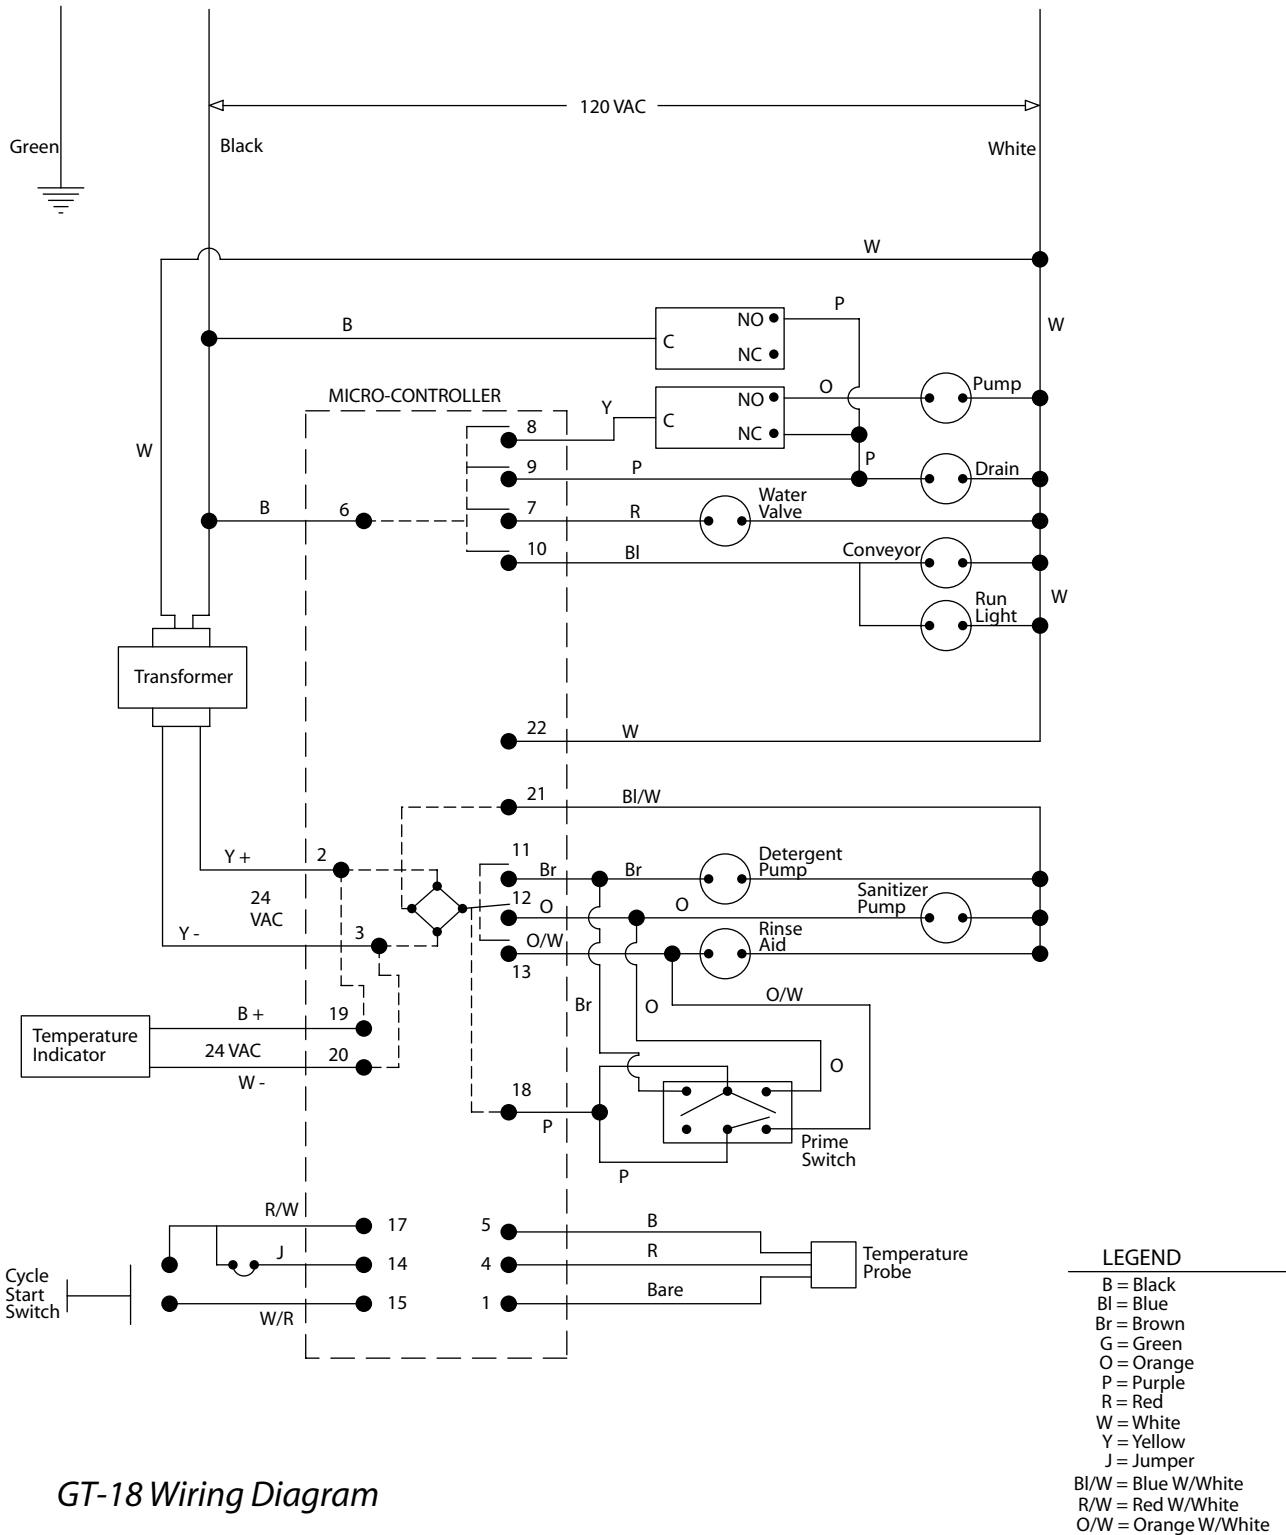 120 VAC
Green
Black
White
W
B
NO
P
C
NC
W
MICRO-CONTROLLER
NO
O
Pump
Y
C
NC
8
W
P
9
P
Drain
B
6
7
R
Water
Valve
10
Bl
Conveyor
Run
Light
W
Transformer
22
W
21
Bl/W
Y +
2
11
Br
Br
Detergent
Pump
24
VAC
12
O
O
Sanitizer
Pump
Y -
3
O/W
13
Rinse
Aid
O/W
Br
O
B +
19
Temperature
Indicator
24 VAC
20
W -
O
18
P
Prime
Switch
P
R/W
17
5
B
J
14
4
R
Temperature
Probe
Cycle
Start
Switch
W/R
15
1
Bare
LEGEND
B = Black
Bl = Blue
Br = Brown
G = Green
O = Orange
P = Purple
R = Red
W = White
Y = Yellow
J = Jumper
Bl/W = Blue W/White
R/W = Red W/White
O/W = Orange W/White
GT-18 Wiring Diagram